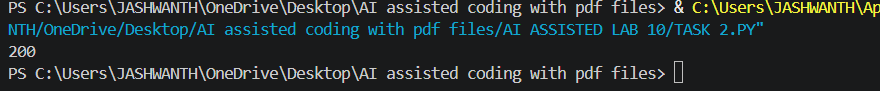 PS C:\Users\JASHWANTH\OneDrive\Desktop\AI assisted coding with pdf files> & C:\Users\JASHWANTH\Ap
NTH/OneDrive/Desktop/AI assisted coding with pdf files/AI ASSISTED LAB 10/TASK 2.PY"
200
PS C:\Users\JASHWANTH\OneDrive\Desktop\AI assisted coding with pdf files>